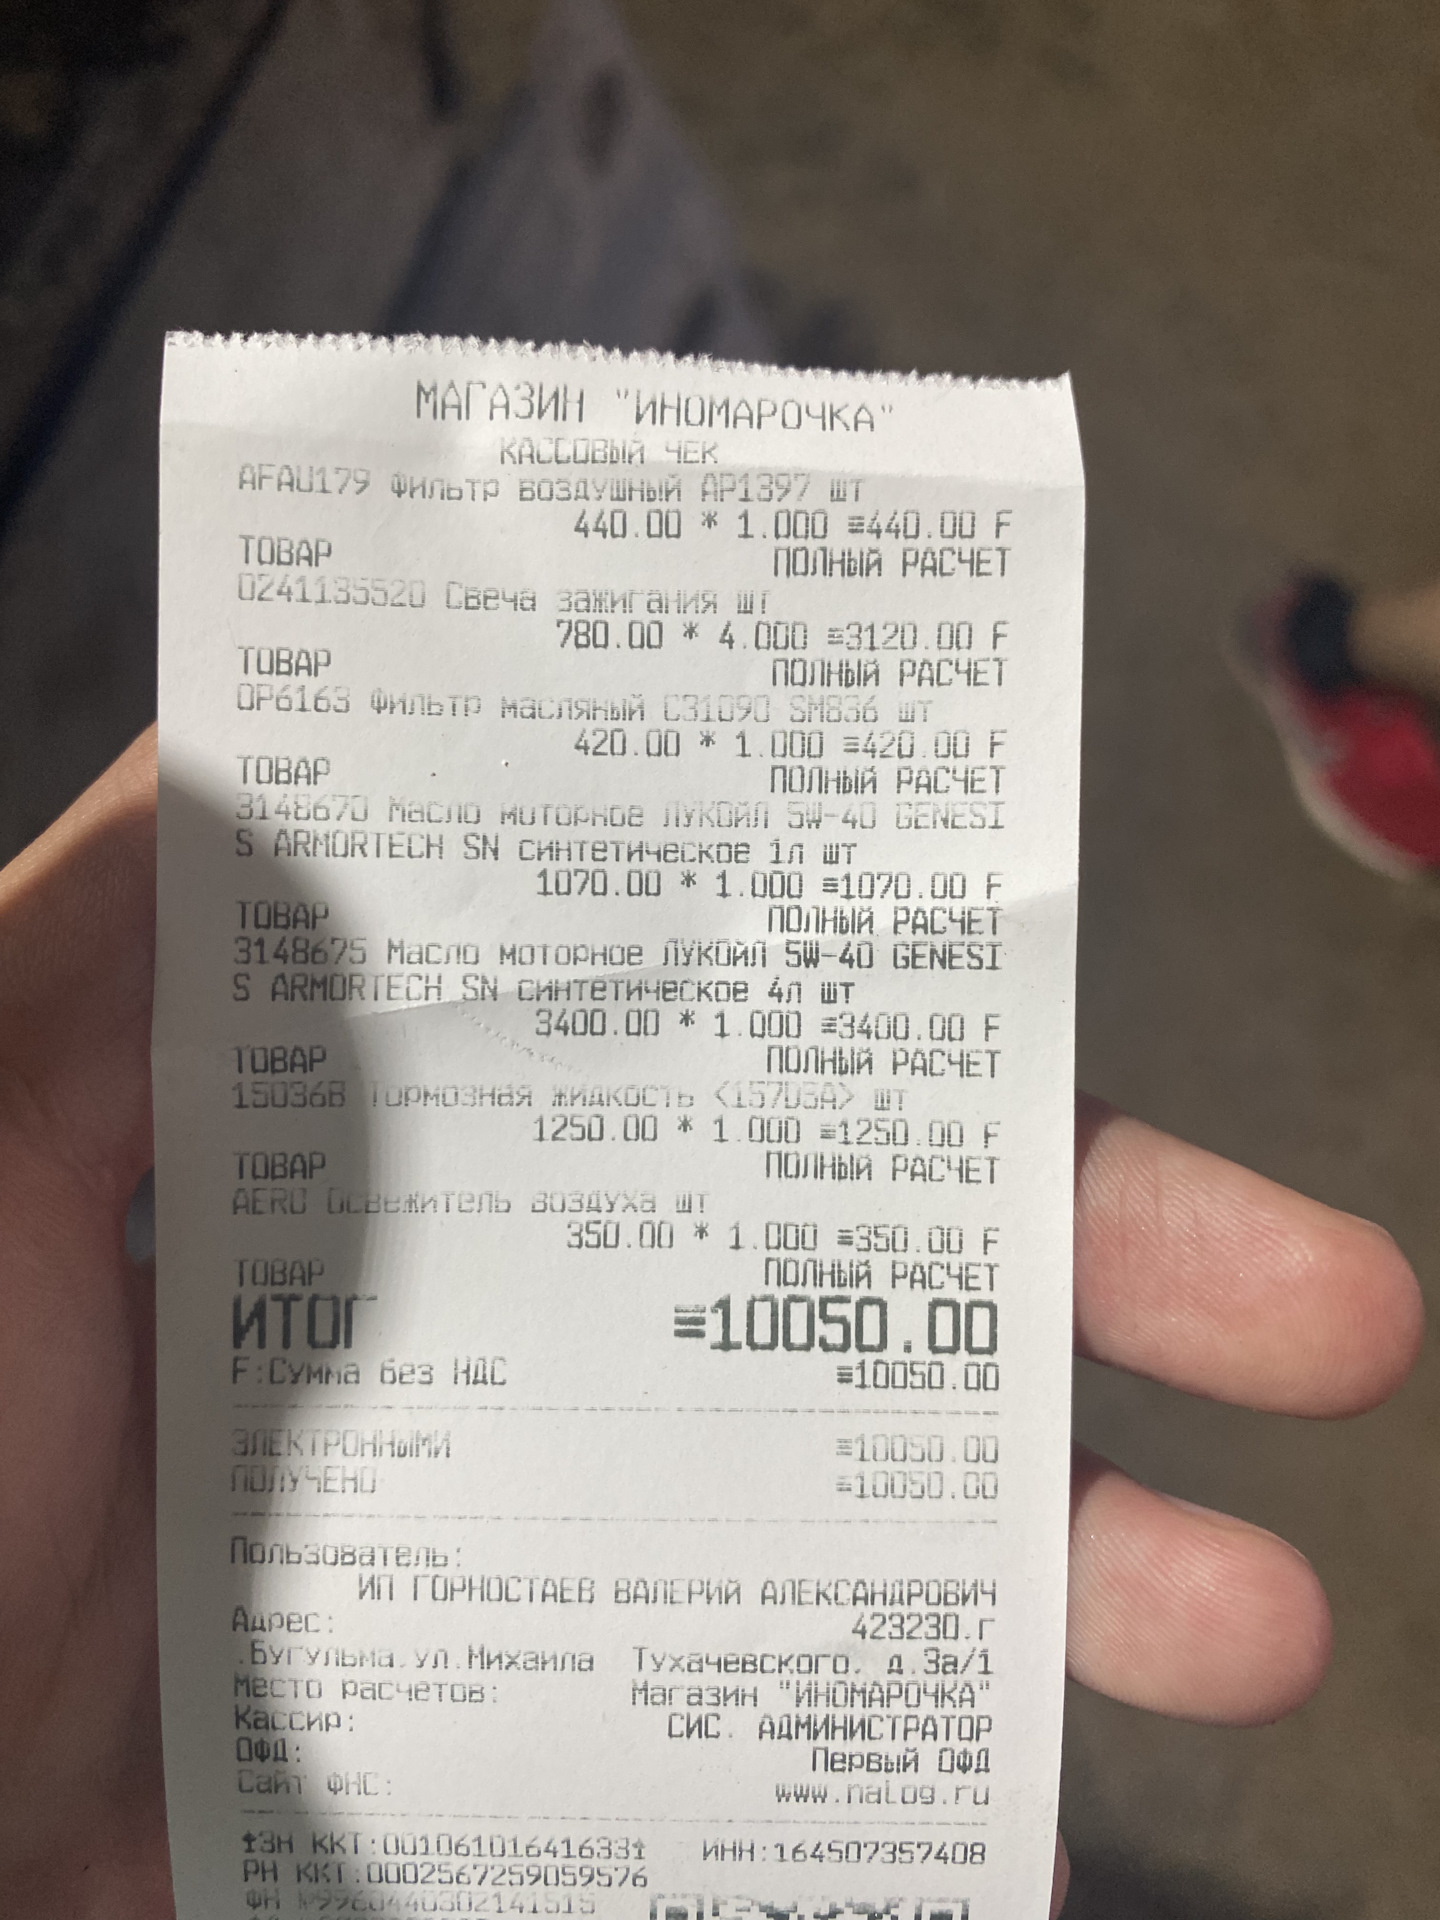 МАГАЗИН "ИНОМАРОЧКА"
КАССОВЫЙ ЧЕК
AFAU179 Фильтр воздушный AP1397 шт
440.00 * 1.000 ≡440.00 F
ТОВАР ПОЛНЫЙ РАСЧЕТ
0241135520 Свеча зажигания шт
780.00 * 4.000 ≡3120.00 F
ТОВАР ПОЛНЫЙ РАСЧЕТ
OP6163 Фильтр масляный C31090 SM836 шт
420.00 * 1.000 ≡420.00 F
ТОВАР ПОЛНЫЙ РАСЧЕТ
3148670 Масло моторное ЛУКОЙЛ 5W-40 GENESI
S ARMORTECH SN синтетическое 1л шт
1070.00 * 1.000 ≡1070.00 F
ТОВАР ПОЛНЫЙ РАСЧЕТ
3148675 Масло моторное ЛУКОЙЛ 5W-40 GENESI
S ARMORTECH SN синтетическое 4л шт
3400.00 * 1.000 ≡3400.00 F
ТОВАР ПОЛНЫЙ РАСЧЕТ
15036B Тормозная жидкость <157D5A> шт
1250.00 * 1.000 ≡1250.00 F
ТОВАР ПОЛНЫЙ РАСЧЕТ
AERO Освежитель воздуха шт
350.00 * 1.000 ≡350.00 F
ТОВАР ПОЛНЫЙ РАСЧЕТ
ИТОГ ≡10050.00
F:Сумма без НДС ≡10050.00
ЭЛЕКТРОННЫМИ ≡10050.00
ПОЛУЧЕНО ≡10050.00
Пользователь:
ИП ГОРНОСТАЕВ ВАЛЕРИЙ АЛЕКСАНДРОВИЧ
Адрес: 423230.г
.Бугульма.ул.Михаила Тухачевского. д.3а/1
Место расчетов: Магазин "ИНОМАРОЧКА"
Кассир: СИС. АДМИНИСТРАТОР
ОФД: Первый ОФД
Сайт ФНС: www.nalog.ru
ЗН ККТ:00106101641633 ИНН:164507357408
РН ККТ:0002567259059576
ФН №9960440302141515